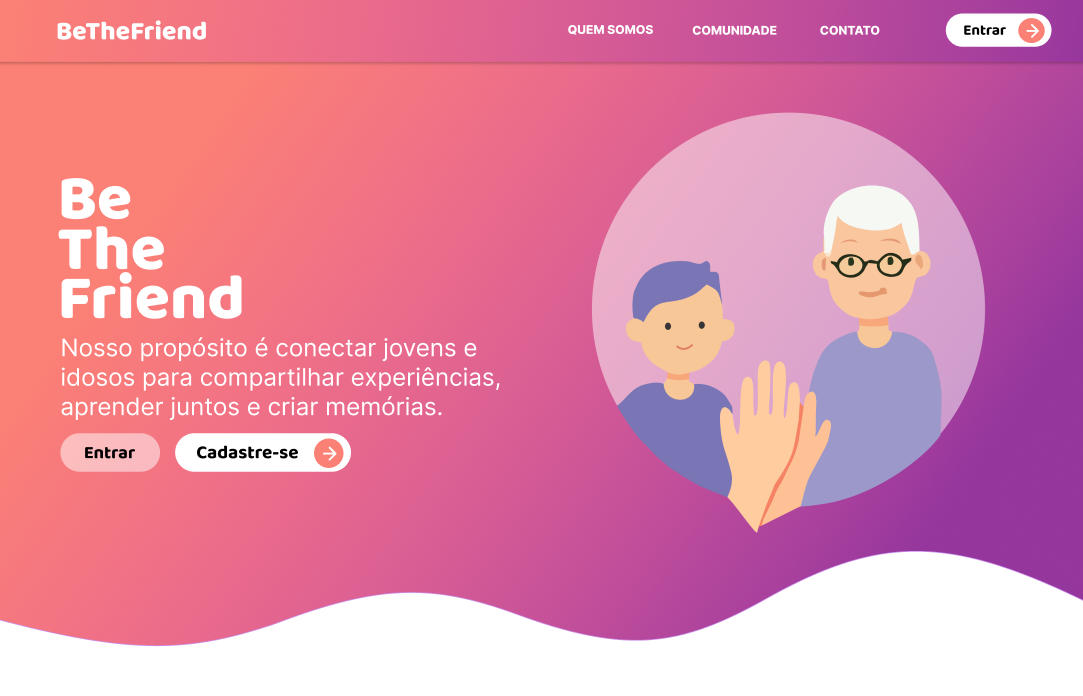 BeTheFriend
QUEM SOMOS
COMUNIDADE
CONTATO
Entrar
Be
The
Friend
Nosso propósito é conectar jovens e
idosos para compartilhar experiências,
aprender juntos e criar memórias.
Entrar
Cadastre-se